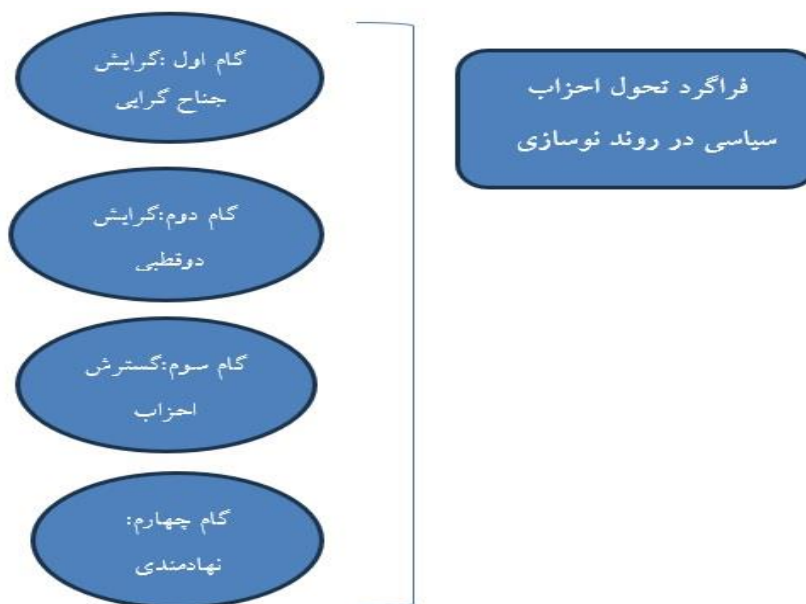 فراگرد تحول احزاب
سیاسی در روند نوسازی
گام اول :گرایش
جناح گرایی
گام دوم:گرایش
دوقطبی
گام سوم:گسترش
احزاب
گام چهارم:
نهادمندی